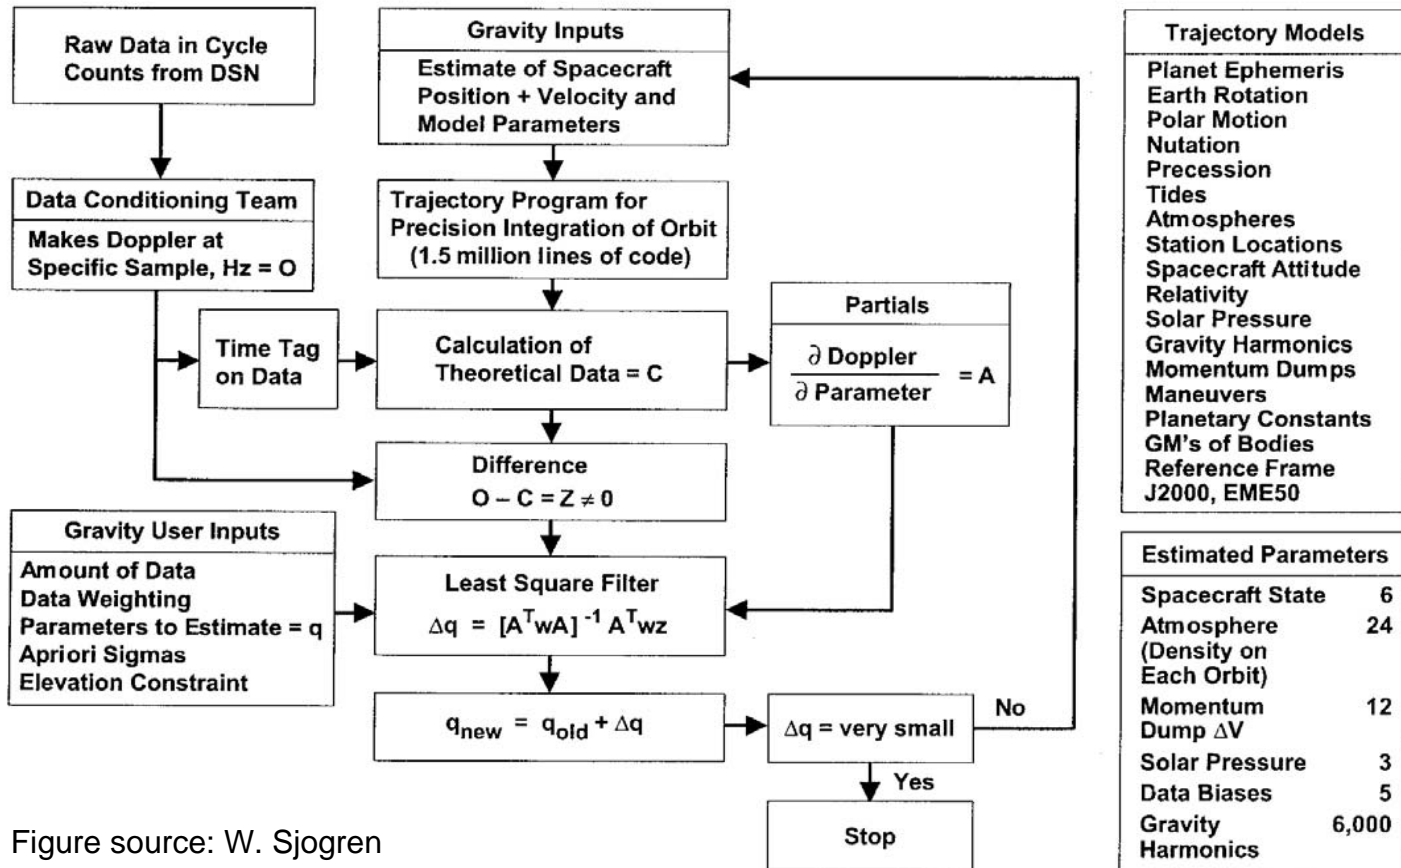 Raw Data in Cycle
Counts from DSN
Gravity Inputs
Estimate of Spacecraft
Position + Velocity and
Model Parameters
Data Conditioning Team
Makes Doppler at
Specific Sample, Hz = O
Trajectory Program for
Precision Integration of Orbit
(1.5 million lines of code)
Time Tag
on Data
Calculation of
Theoretical Data = C
Partials
∂ Doppler
∂ Parameter
= A
Difference
O – C = Z ≠ 0
Gravity User Inputs
Amount of Data
Data Weighting
Parameters to Estimate = q
Apriori Sigmas
Elevation Constraint
Least Square Filter
Δq = [AᵀwA]⁻¹ Aᵀwz
q_new = q_old + Δq
Δq = very small
No
Yes
Stop
Trajectory Models
Planet Ephemeris
Earth Rotation
Polar Motion
Nutation
Precession
Tides
Atmospheres
Station Locations
Spacecraft Attitude
Relativity
Solar Pressure
Gravity Harmonics
Momentum Dumps
Maneuvers
Planetary Constants
GM's of Bodies
Reference Frame
J2000, EME50
Estimated Parameters
Spacecraft State 6
Atmosphere 24
(Density on
Each Orbit)
Momentum 12
Dump ΔV
Solar Pressure 3
Data Biases 5
Gravity 6,000
Harmonics
Figure source: W. Sjogren